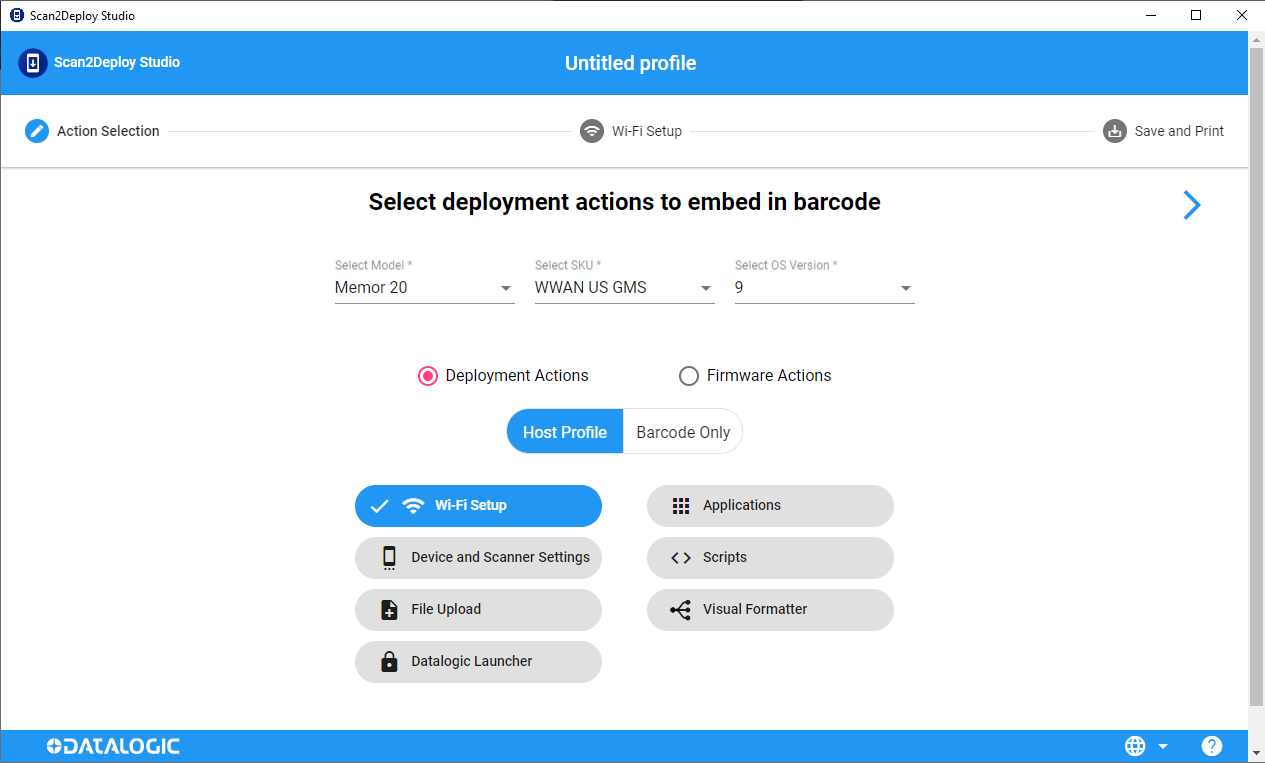 Scan2Deploy Studio
Scan2Deploy Studio
Untitled profile
Action Selection
Wi-Fi Setup
Save and Print
Select deployment actions to embed in barcode
Select Model *
Select SKU *
Select OS Version *
Memor 20
WWAN US GMS
9
Deployment Actions
Firmware Actions
Host Profile
Barcode Only
Wi-Fi Setup
Applications
Device and Scanner Settings
Scripts
File Upload
Visual Formatter
Datalogic Launcher
DATALOGIC
?